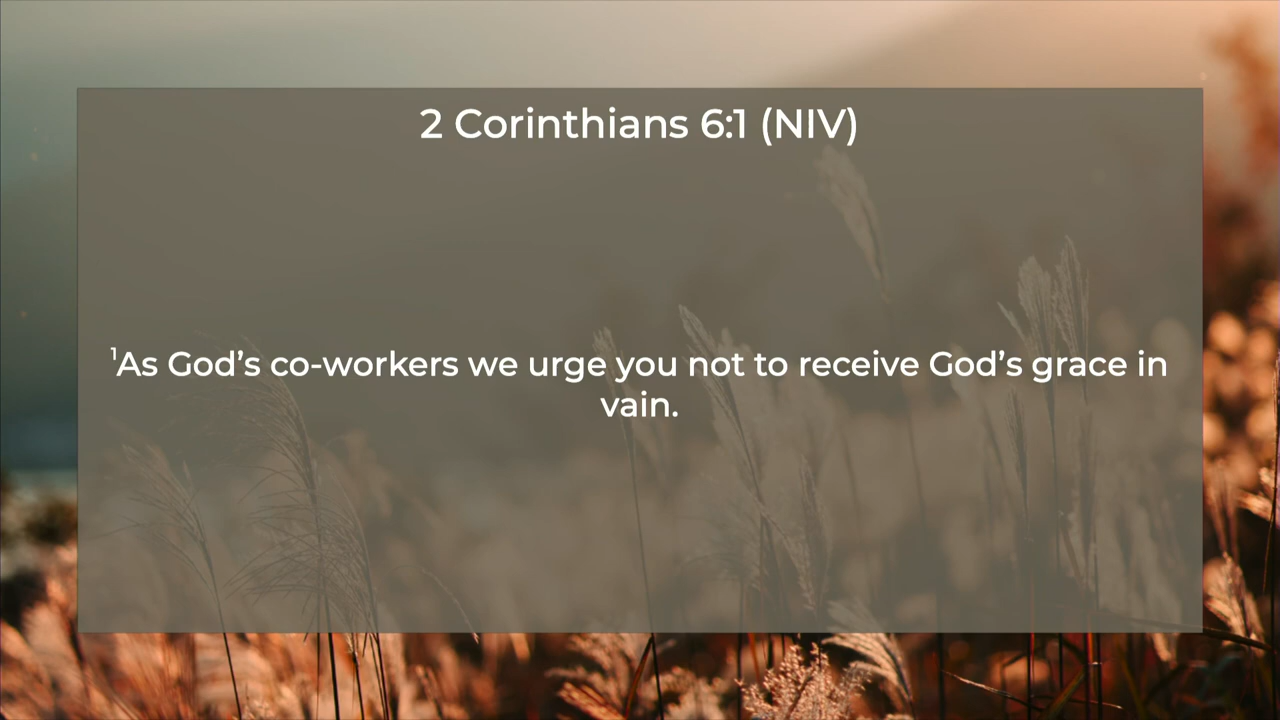 2 Corinthians 6:1 (NIV)
¹As God’s co-workers we urge you not to receive God’s grace in
vain.